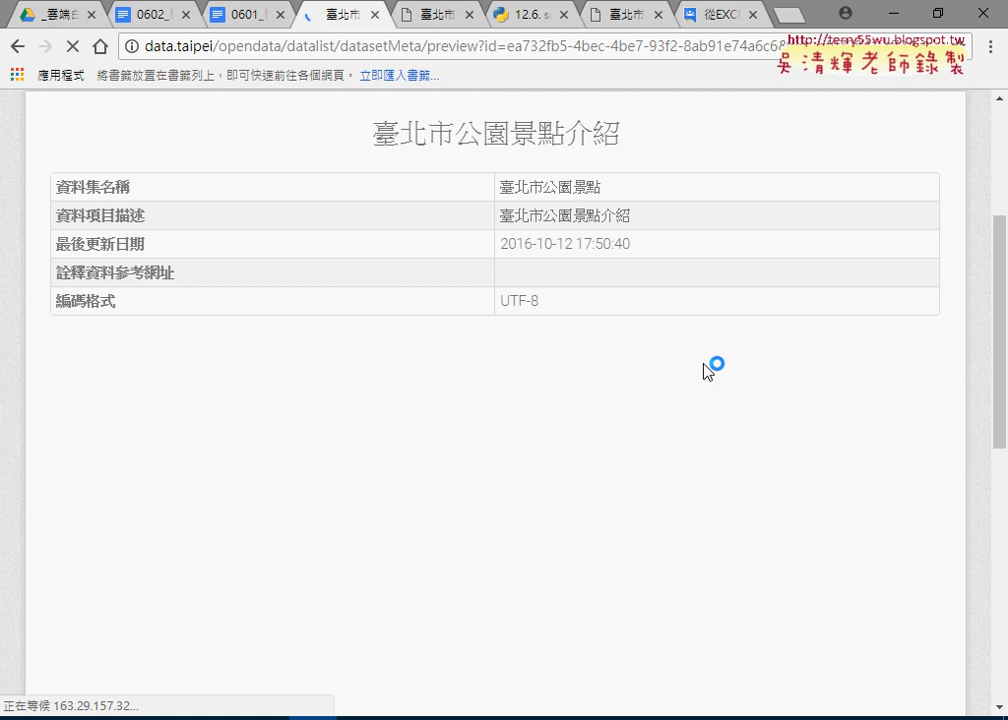 _雲端白
0602_
0601_
臺北市
臺北市
12.6. s
臺北市
從EXC
data.taipei/opendata/datalist/datasetMeta/preview?id=ea732fb5-4bec-4be7-93f2-8ab91e74a6c6
http://terry55wu.blogspot.tw
吳清輝老師錄製
應用程式
將書籤放置在書籤列上，即可快速前往各個網頁。 立即匯入書籤...
臺北市公園景點介紹
資料集名稱 臺北市公園景點
資料項目描述 臺北市公園景點介紹
最後更新日期 2016-10-12 17:50:40
詮釋資料參考網址
編碼格式 UTF-8
正在等候 163.29.157.32...